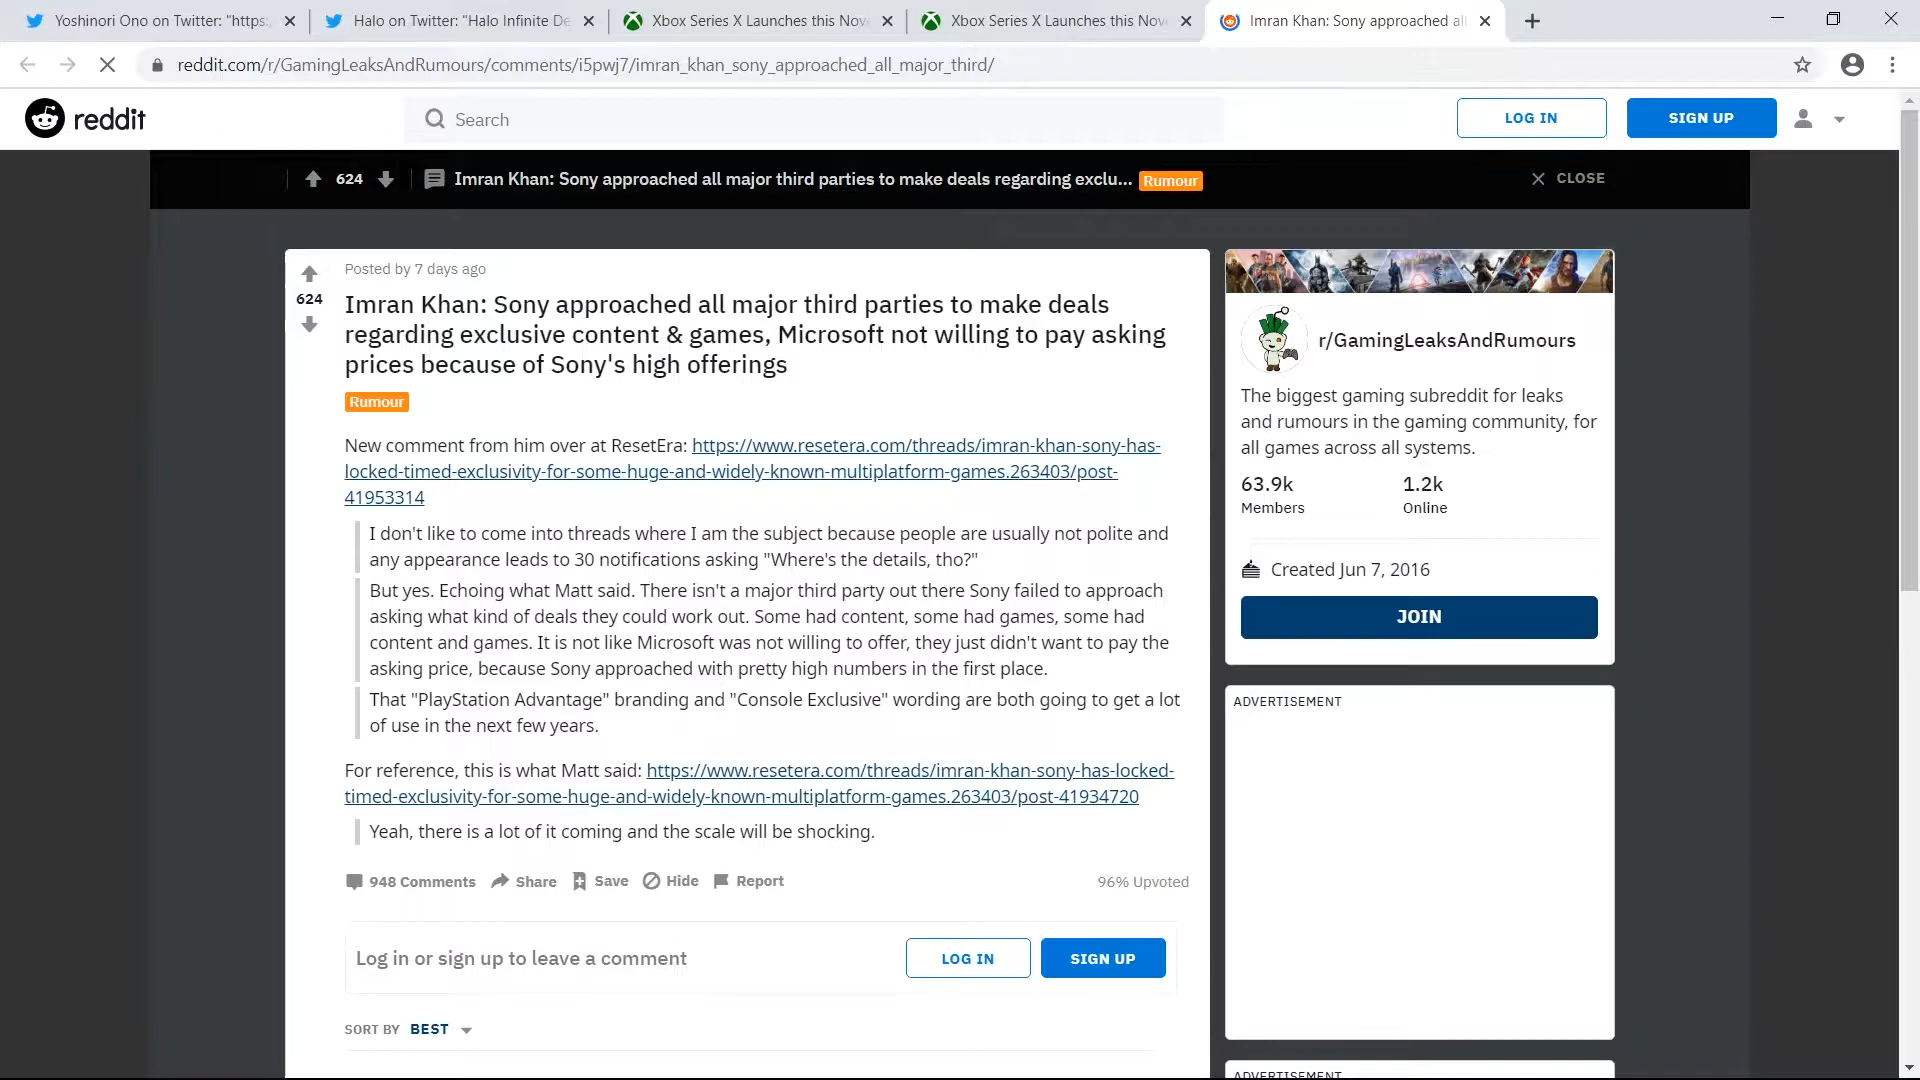 Yoshinori Ono on Twitter: "https:
Halo on Twitter: "Halo Infinite De
Xbox Series X Launches this Nov
Xbox Series X Launches this Nov
Imran Khan: Sony approached al
reddit.com/r/GamingLeaksAndRumours/comments/i5pwj7/imran_khan_sony_approached_all_major_third/
reddit
Search
LOG IN
SIGN UP
624
Imran Khan: Sony approached all major third parties to make deals regarding exclu...
Rumour
CLOSE
Posted by 7 days ago
624
Imran Khan: Sony approached all major third parties to make deals
regarding exclusive content & games, Microsoft not willing to pay asking
prices because of Sony's high offerings
Rumour
New comment from him over at ResetEra: https://www.resetera.com/threads/imran-khan-sony-has-
locked-timed-exclusivity-for-some-huge-and-widely-known-multiplatform-games.263403/post-
41953314
I don't like to come into threads where I am the subject because people are usually not polite and
any appearance leads to 30 notifications asking "Where's the details, tho?"
But yes. Echoing what Matt said. There isn't a major third party out there Sony failed to approach
asking what kind of deals they could work out. Some had content, some had games, some had
content and games. It is not like Microsoft was not willing to offer, they just didn't want to pay the
asking price, because Sony approached with pretty high numbers in the first place.
That "PlayStation Advantage" branding and "Console Exclusive" wording are both going to get a lot
of use in the next few years.
For reference, this is what Matt said: https://www.resetera.com/threads/imran-khan-sony-has-locked-
timed-exclusivity-for-some-huge-and-widely-known-multiplatform-games.263403/post-41934720
Yeah, there is a lot of it coming and the scale will be shocking.
948 Comments
Share
Save
Hide
Report
96% Upvoted
Log in or sign up to leave a comment
LOG IN
SIGN UP
SORT BY BEST
r/GamingLeaksAndRumours
The biggest gaming subreddit for leaks
and rumours in the gaming community, for
all games across all systems.
63.9k
Members
1.2k
Online
Created Jun 7, 2016
JOIN
ADVERTISEMENT
ADVERTISEMENT